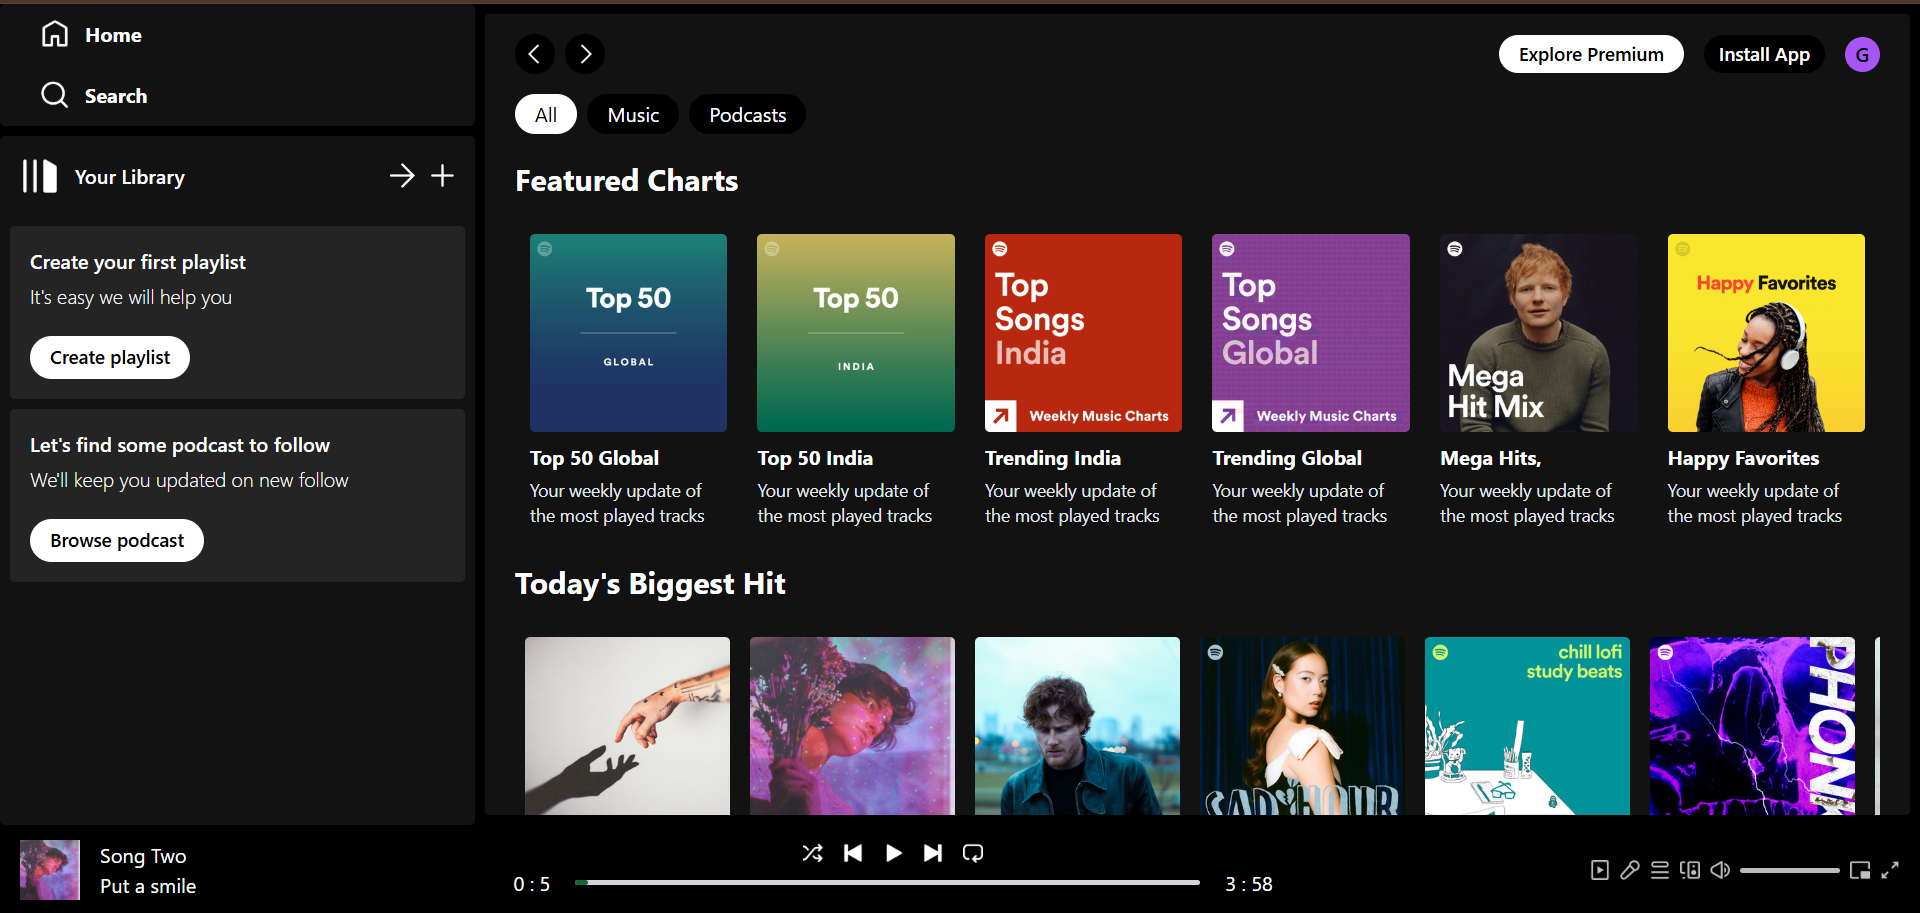 Home
Search
Your Library
Create your first playlist
It's easy we will help you
Create playlist
Let's find some podcast to follow
We'll keep you updated on new follow
Browse podcast
Explore Premium
Install App
G
All
Music
Podcasts
Featured Charts
Top 50
GLOBAL
Top 50
INDIA
Top
Songs
India
Weekly Music Charts
Top
Songs
Global
Weekly Music Charts
Mega
Hit Mix
Happy Favorites
Top 50 Global
Your weekly update of
the most played tracks
Top 50 India
Your weekly update of
the most played tracks
Trending India
Your weekly update of
the most played tracks
Trending Global
Your weekly update of
the most played tracks
Mega Hits,
Your weekly update of
the most played tracks
Happy Favorites
Your weekly update of
the most played tracks
Today's Biggest Hit
SAD HOUR
chill lofi
study beats
PHONK
Song Two
Put a smile
0 : 5
3 : 58